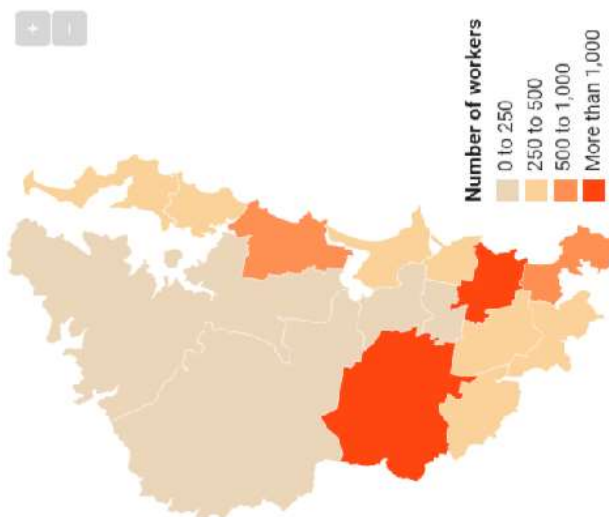 + −
Number of workers
0 to 250
250 to 500
500 to 1,000
More than 1,000